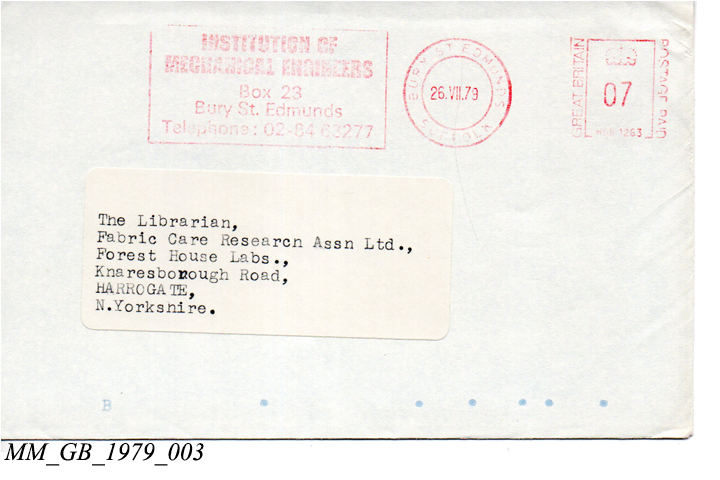 INSTITUTION OF
MECHANICAL ENGINEERS
Box 23
Bury St. Edmunds
Telephone: 02-84 63277
BURY ST EDMUNDS
26.VII.79
SUFFOLK
GREAT BRITAIN
07
1263
POSTAGE PAID
The Librarian,
Fabric Care Research Assn Ltd.,
Forest House Labs.,
Knaresborough Road,
HARROGATE,
N.Yorkshire.
B
MM_GB_1979_003